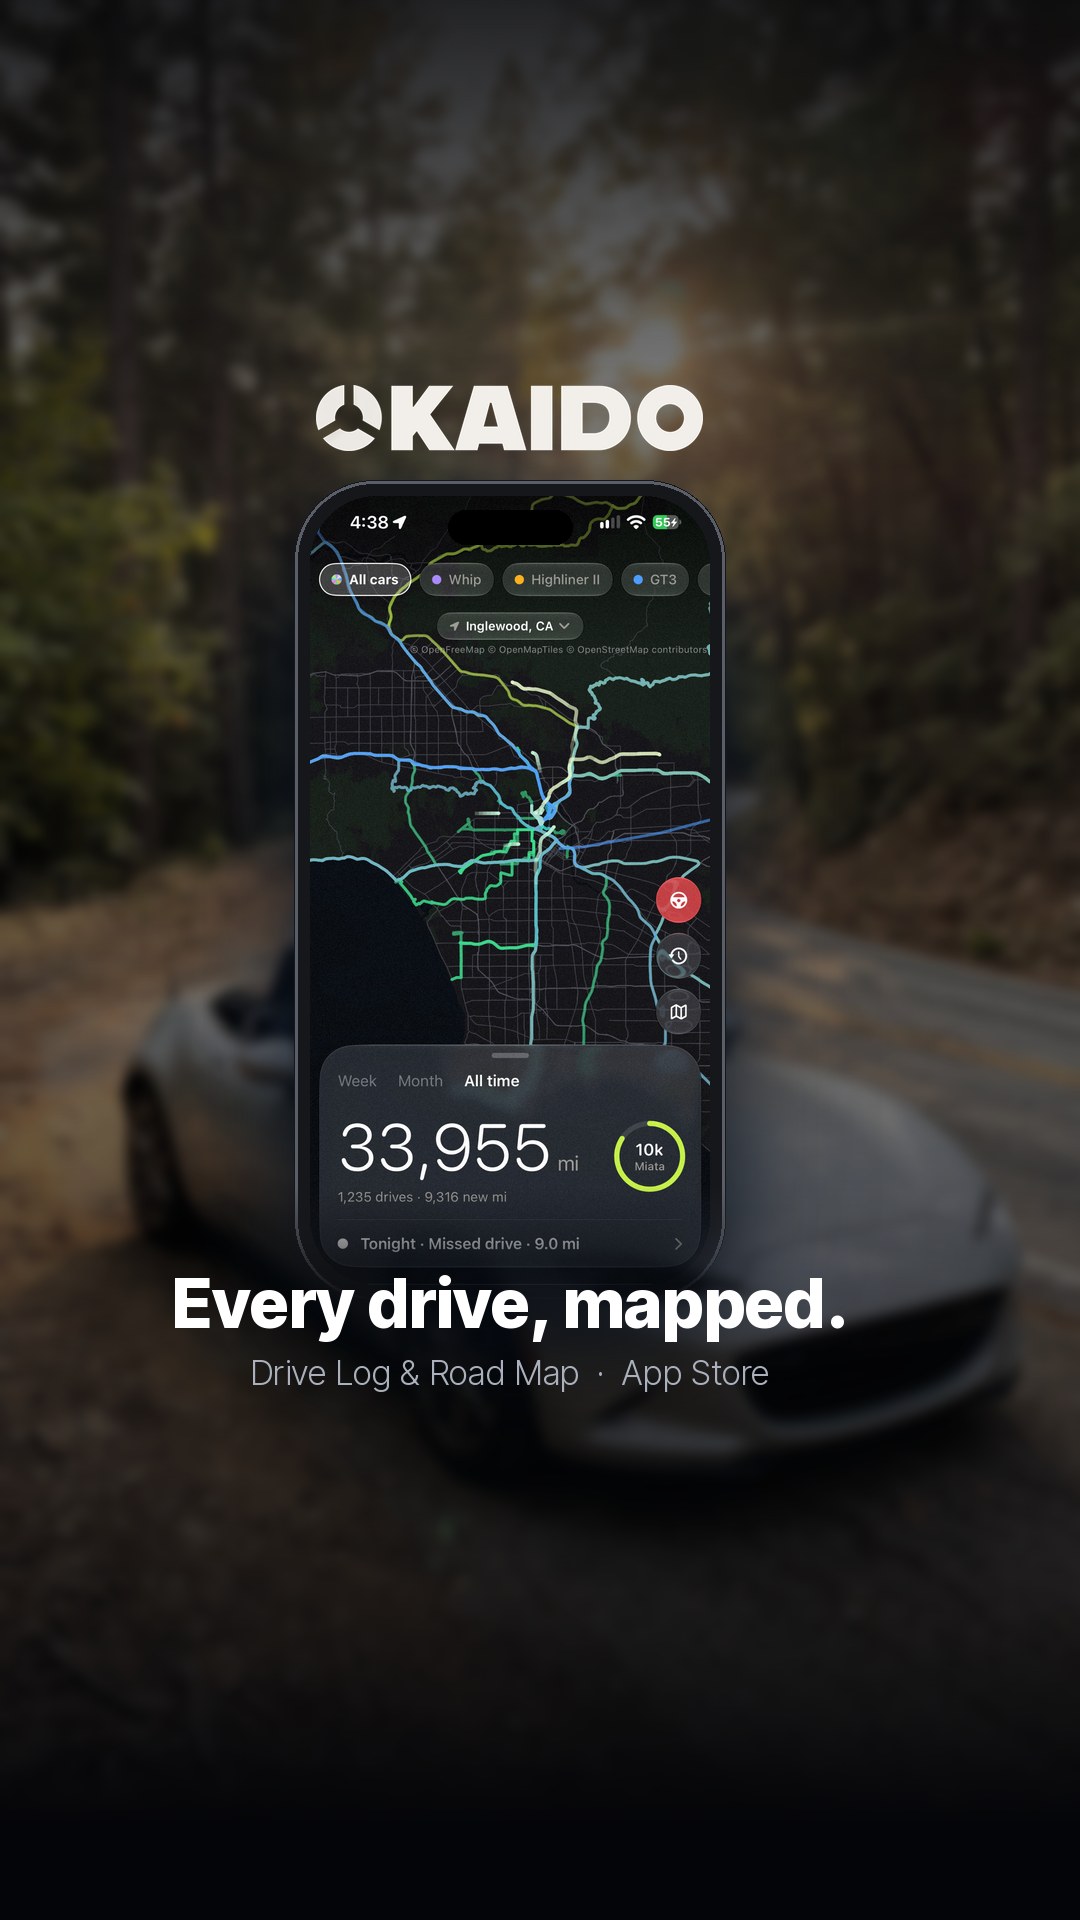 KAIDO
4:38
55
All cars
Whip
Highliner II
GT3
Inglewood, CA
© OpenFreeMap © OpenMapTiles © OpenStreetMap contributors
Week
Month
All time
33,955 mi
10k
Miata
1,235 drives · 9,316 new mi
Tonight · Missed drive · 9.0 mi
Every drive, mapped.
Drive Log & Road Map · App Store